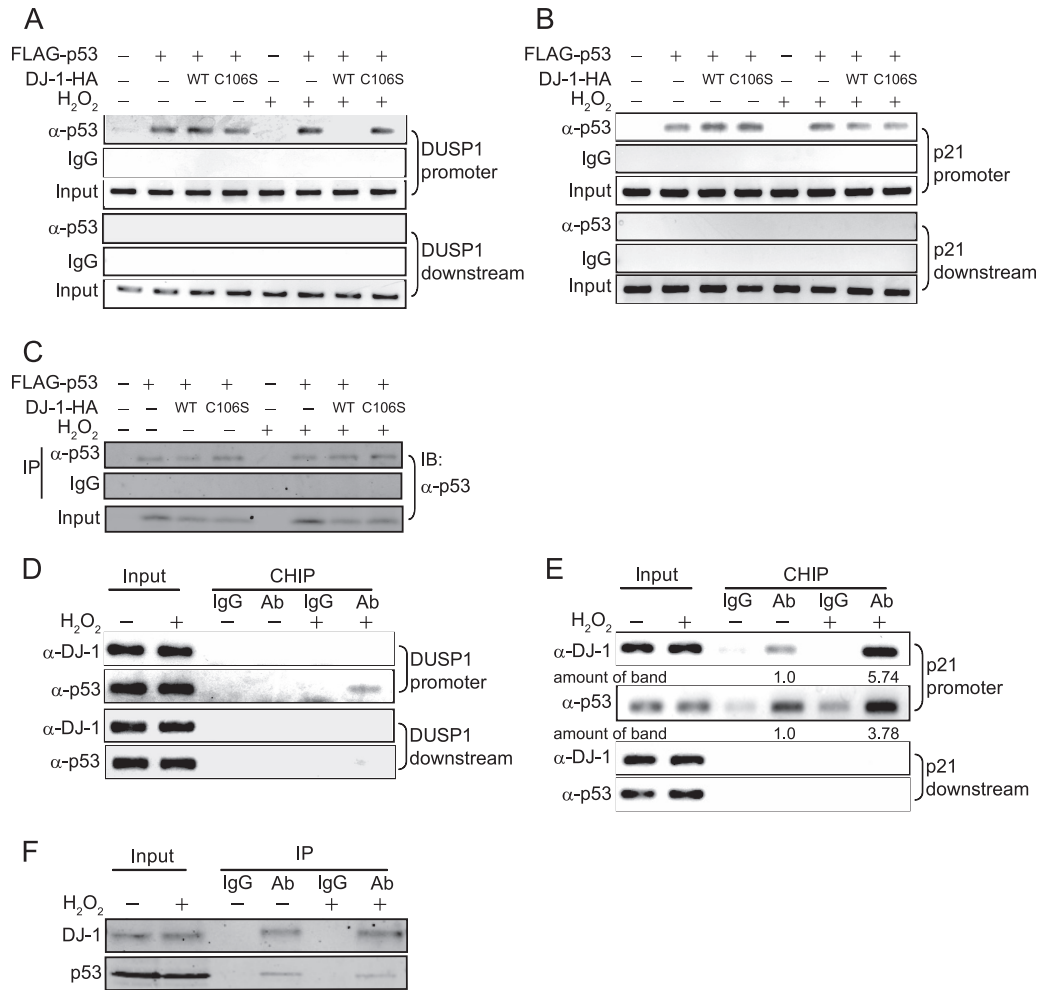 A
FLAG-p53 – + + + – + + +
DJ-1-HA – – WT C106S – – WT C106S
H2O2 – – – – + + + +
α-p53
IgG
Input
DUSP1
promoter
α-p53
IgG
Input
DUSP1
downstream
B
FLAG-p53 – + + + – + + +
DJ-1-HA – – WT C106S – – WT C106S
H2O2 – – – – + + + +
α-p53
IgG
Input
p21
promoter
α-p53
IgG
Input
p21
downstream
C
FLAG-p53 – + + + – + + +
DJ-1-HA – – WT C106S – – WT C106S
H2O2 – – – – + + + +
IP
α-p53
IgG
Input
IB:
α-p53
D
Input CHIP
IgG Ab IgG Ab
H2O2 – + – – + +
α-DJ-1
α-p53
DUSP1
promoter
α-DJ-1
α-p53
DUSP1
downstream
E
Input CHIP
IgG Ab IgG Ab
H2O2 – + – – + +
α-DJ-1
amount of band 1.0 5.74
α-p53
amount of band 1.0 3.78
p21
promoter
α-DJ-1
α-p53
p21
downstream
F
Input IP
IgG Ab IgG Ab
H2O2 – + – – + +
DJ-1
p53